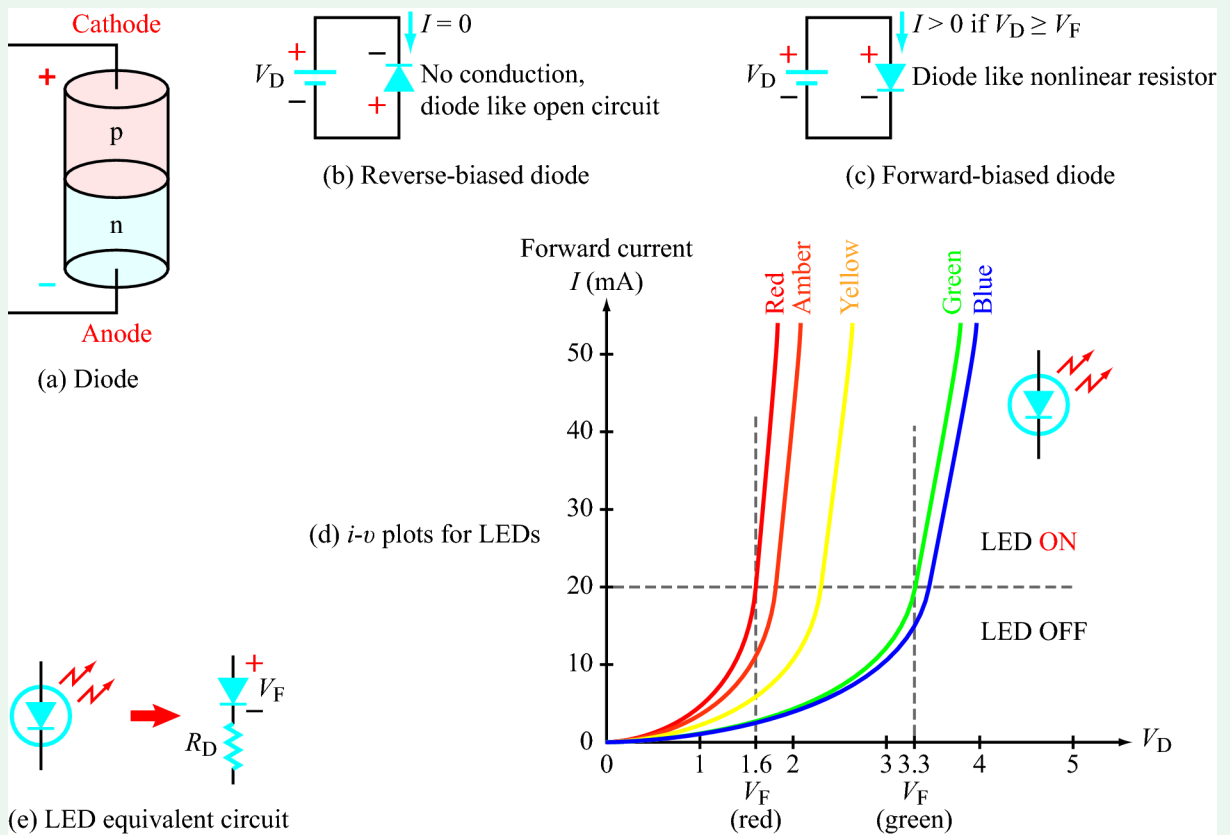 Cathode
+
p
n
−
Anode
(a) Diode
I = 0
+
−
V_D
−
+
No conduction,
diode like open circuit
(b) Reverse-biased diode
I > 0 if V_D ≥ V_F
+
+
V_D
−
−
Diode like nonlinear resistor
(c) Forward-biased diode
Forward current
I (mA)
Red
Amber
Yellow
Green
Blue
50
40
30
20
10
0
LED ON
LED OFF
(d) i-υ plots for LEDs
0
1
1.6
2
3
3.3
4
5
V_D
V_F
(red)
V_F
(green)
+
V_F
−
R_D
(e) LED equivalent circuit